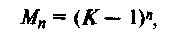 Mₙ = (K − 1)ⁿ,